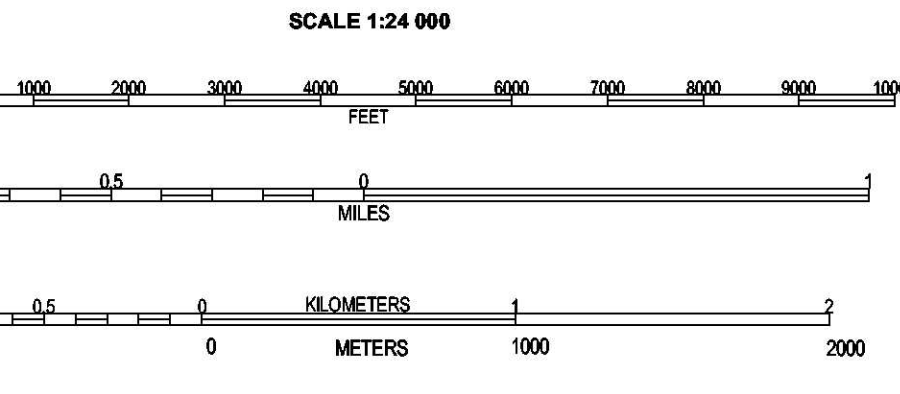 SCALE 1:24 000
1000 2000 3000 4000 5000 6000 7000 8000 9000
FEET
0.5 0 1
MILES
0.5 0 KILOMETERS 1 2
0 METERS 1000 2000